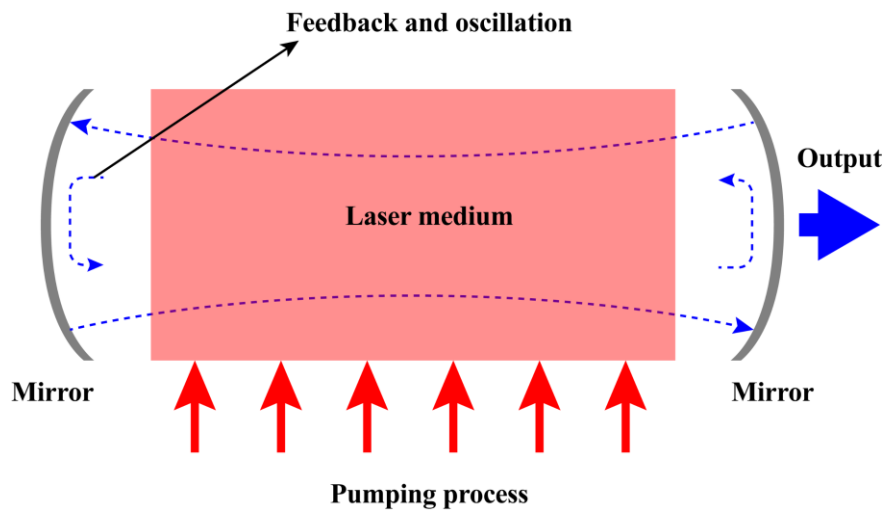 Feedback and oscillation
Output
Laser medium
Mirror
Mirror
Pumping process